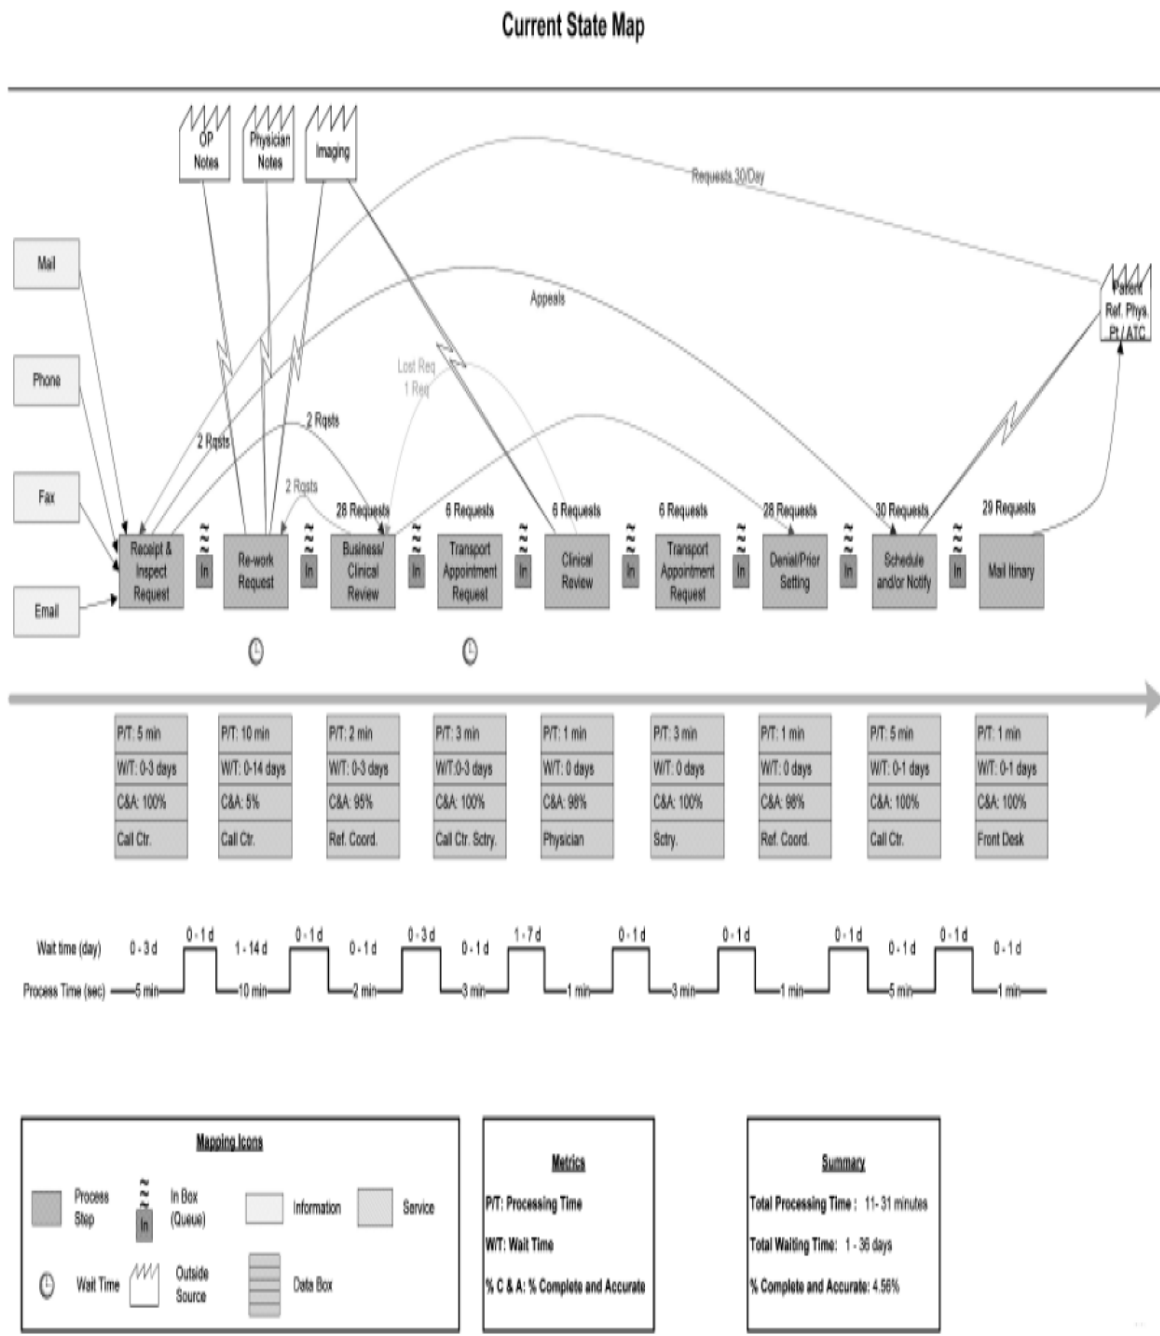 Current State Map
OP
Notes
Physician
Notes
Imaging
Requests 30/Day
Mail
Patient
Ref. Phys.
Pt / ATC
Appeals
Phone
Lost Req
1 Req
2 Rqsts
2 Rqsts
Fax
2 Rqsts
28 Requests
6 Requests
6 Requests
6 Requests
28 Requests
30 Requests
29 Requests
Receipt &
Inspect
Request
In
Re-work
Request
In
Business/
Clinical
Review
In
Transport
Appointment
Request
In
Clinical
Review
In
Transport
Appointment
Request
In
Denial/Prior
Setting
In
Schedule
and/or Notify
In
Mail Itinary
Email
P/T: 5 min
P/T: 10 min
P/T: 2 min
P/T: 3 min
P/T: 1 min
P/T: 3 min
P/T: 1 min
P/T: 5 min
P/T: 1 min
W/T: 0-3 days
W/T: 0-14 days
W/T: 0-3 days
W/T:0-3 days
W/T: 0 days
W/T: 0 days
W/T: 0 days
W/T: 0-1 days
W/T: 0-1 days
C&A: 100%
C&A: 5%
C&A: 95%
C&A: 100%
C&A: 98%
C&A: 100%
C&A: 98%
C&A: 100%
C&A: 100%
Call Ctr.
Call Ctr.
Ref. Coord.
Call Ctr. Sctry.
Physician
Sctry.
Ref. Coord.
Call Ctr.
Front Desk
Wait time (day)
0 - 3 d
0 - 1 d
1 - 14 d
0 - 1 d
0 - 1 d
0 - 3 d
0 - 1 d
1 - 7 d
0 - 1 d
0 - 1 d
0 - 1 d
0 - 1 d
0 - 1 d
0 - 1 d
Process Time (sec)
5 min
10 min
2 min
3 min
1 min
3 min
1 min
5 min
1 min
Mapping Icons
Process
Step
In
In Box
(Queue)
Information
Service
Wait Time
Outside
Source
Data Box
Metrics
P/T: Processing Time
W/T: Wait Time
% C & A: % Complete and Accurate
Summary
Total Processing Time : 11- 31 minutes
Total Waiting Time: 1 - 36 days
% Complete and Accurate: 4.56%